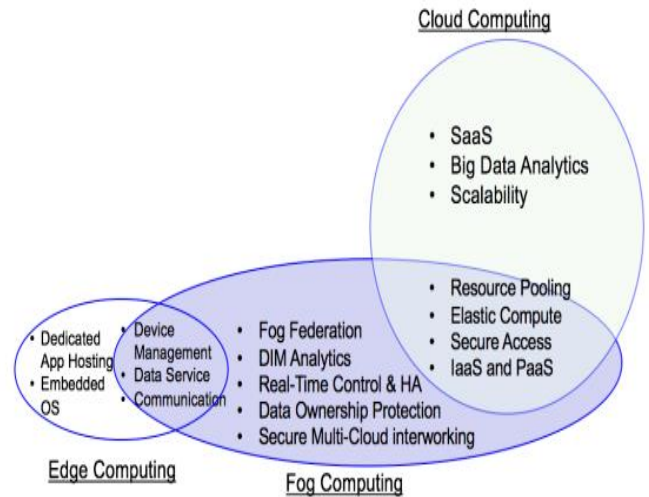 Cloud Computing
• SaaS
• Big Data Analytics
• Scalability
• Resource Pooling
• Elastic Compute
• Secure Access
• IaaS and PaaS
• Fog Federation
• DIM Analytics
• Real-Time Control & HA
• Data Ownership Protection
• Secure Multi-Cloud interworking
• Device
Management
• Data Service
• Communication
• Dedicated
App Hosting
• Embedded
OS
Edge Computing
Fog Computing